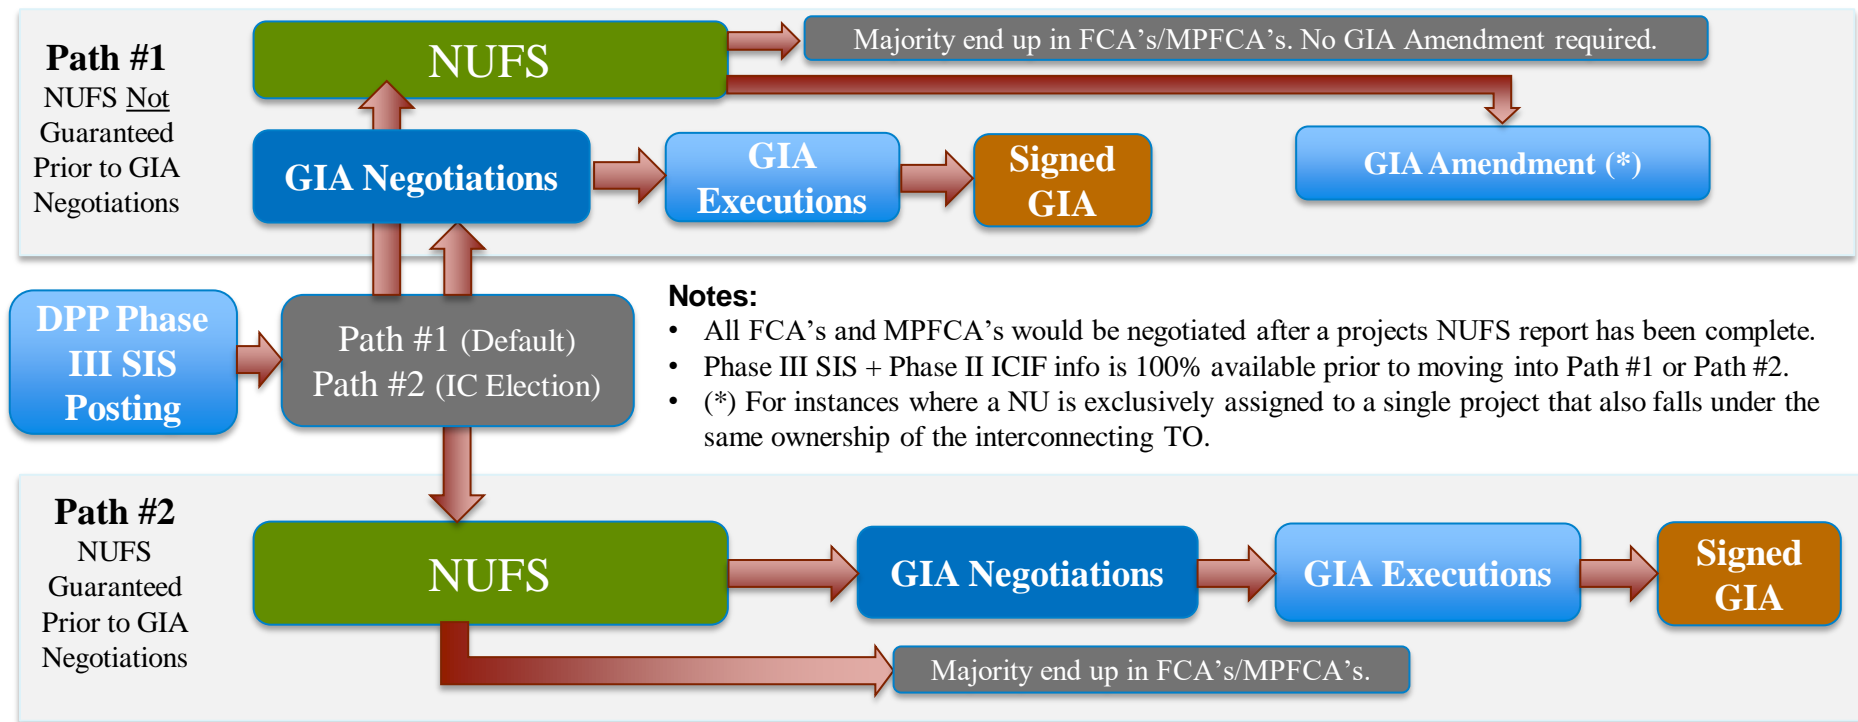 Path #1
NUFS Not
Guaranteed
Prior to GIA
Negotiations
NUFS
Majority end up in FCA's/MPFCA's. No GIA Amendment required.
GIA Negotiations
GIA
Executions
Signed
GIA
GIA Amendment (*)
DPP Phase
III SIS
Posting
Path #1 (Default)
Path #2 (IC Election)
Notes:
• All FCA's and MPFCA's would be negotiated after a projects NUFS report has been complete.
• Phase III SIS + Phase II ICIF info is 100% available prior to moving into Path #1 or Path #2.
• (*) For instances where a NU is exclusively assigned to a single project that also falls under the
same ownership of the interconnecting TO.
Path #2
NUFS
Guaranteed
Prior to GIA
Negotiations
NUFS
GIA Negotiations
GIA Executions
Signed
GIA
Majority end up in FCA's/MPFCA's.